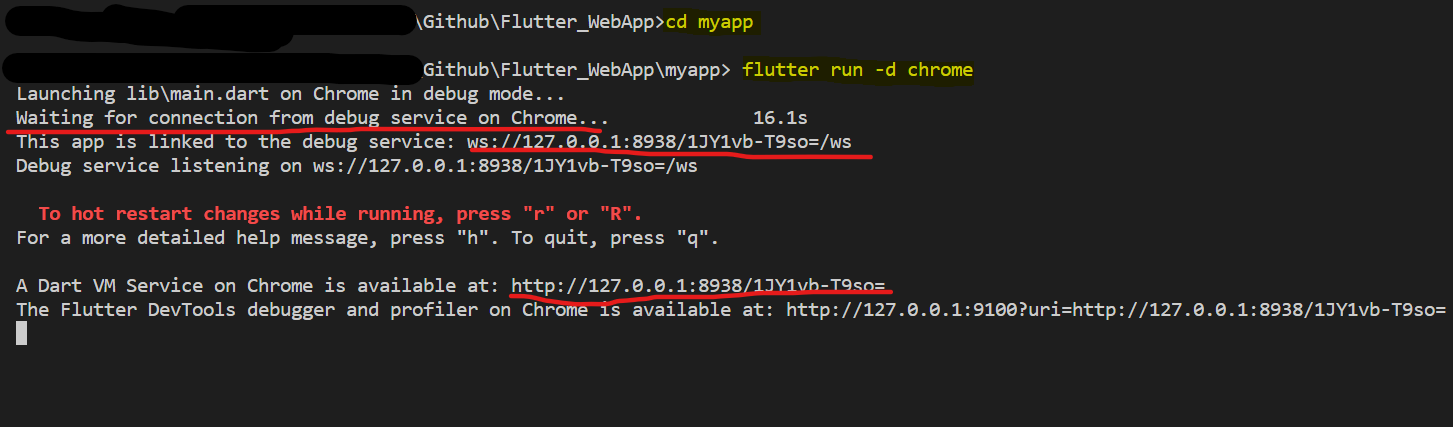 \Github\Flutter_WebApp>cd myapp
Github\Flutter_WebApp\myapp> flutter run -d chrome
Launching lib\main.dart on Chrome in debug mode...
Waiting for connection from debug service on Chrome... 16.1s
This app is linked to the debug service: ws://127.0.0.1:8938/1JY1vb-T9so=/ws
Debug service listening on ws://127.0.0.1:8938/1JY1vb-T9so=/ws
To hot restart changes while running, press "r" or "R".
For a more detailed help message, press "h". To quit, press "q".
A Dart VM Service on Chrome is available at: http://127.0.0.1:8938/1JY1vb-T9so=
The Flutter DevTools debugger and profiler on Chrome is available at: http://127.0.0.1:9100?uri=http://127.0.0.1:8938/1JY1vb-T9so=